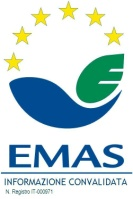 EMAS
INFORMAZIONE CONVALIDATA
N. Registro IT-000971